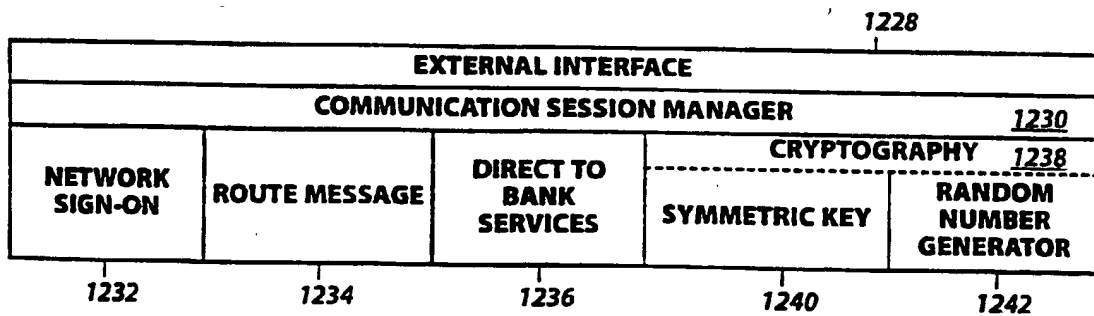 1228
EXTERNAL INTERFACE
COMMUNICATION SESSION MANAGER 1230
NETWORK
SIGN-ON
ROUTE MESSAGE
DIRECT TO
BANK
SERVICES
CRYPTOGRAPHY 1238
SYMMETRIC KEY
RANDOM
NUMBER
GENERATOR
1232
1234
1236
1240
1242